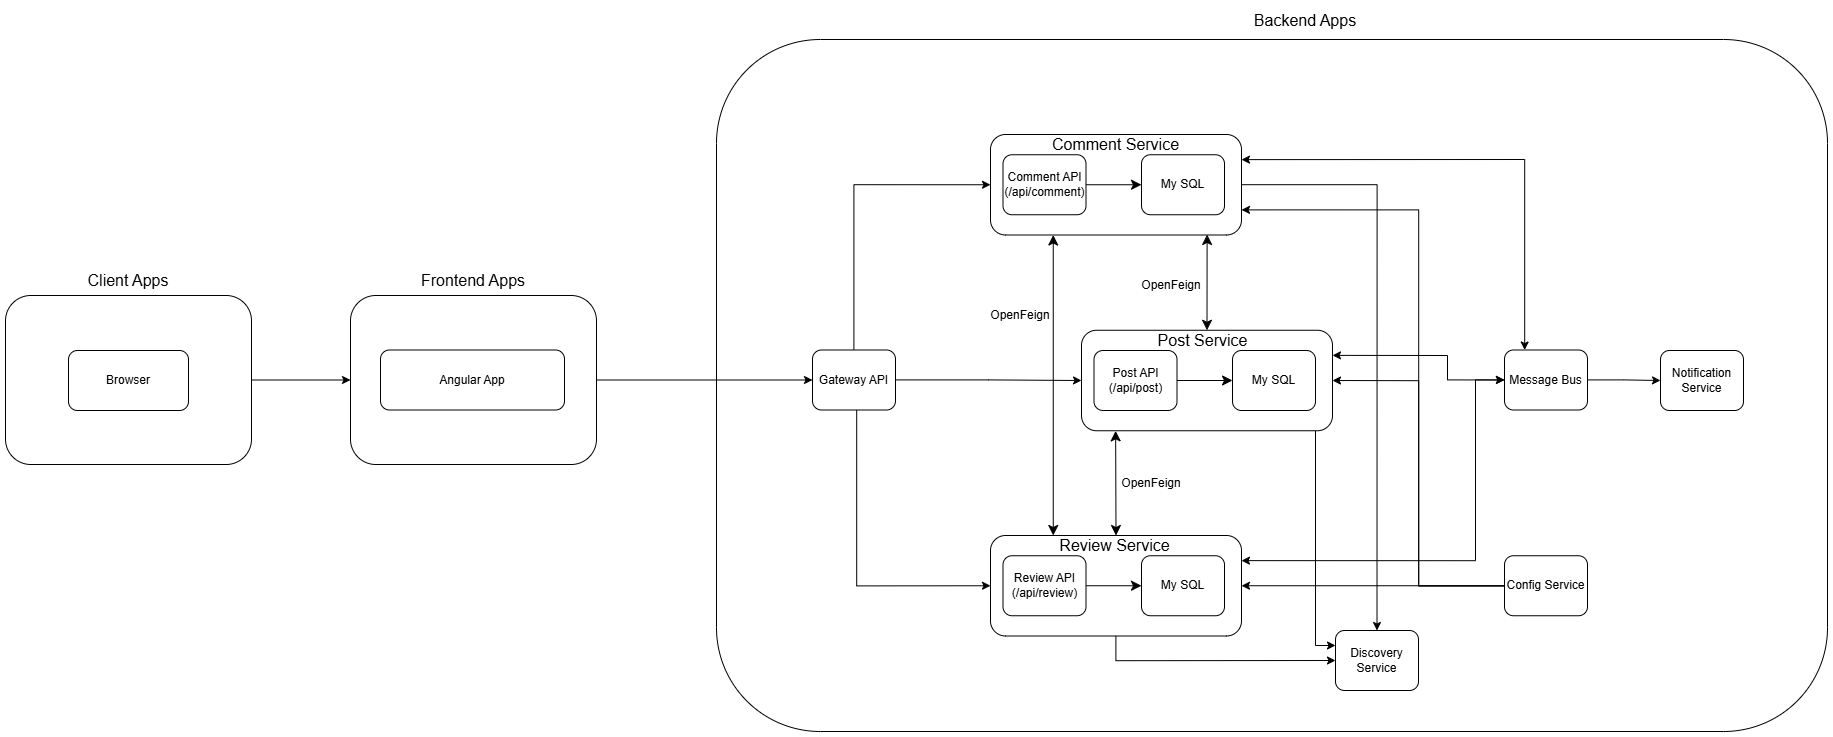 Backend Apps
Client Apps
Browser
Frontend Apps
Angular App
Gateway API
Comment Service
Comment API
(/api/comment)
My SQL
OpenFeign
OpenFeign
Post Service
Post API
(/api/post)
My SQL
OpenFeign
Review Service
Review API
(/api/review)
My SQL
Message Bus
Notification
Service
Config Service
Discovery
Service